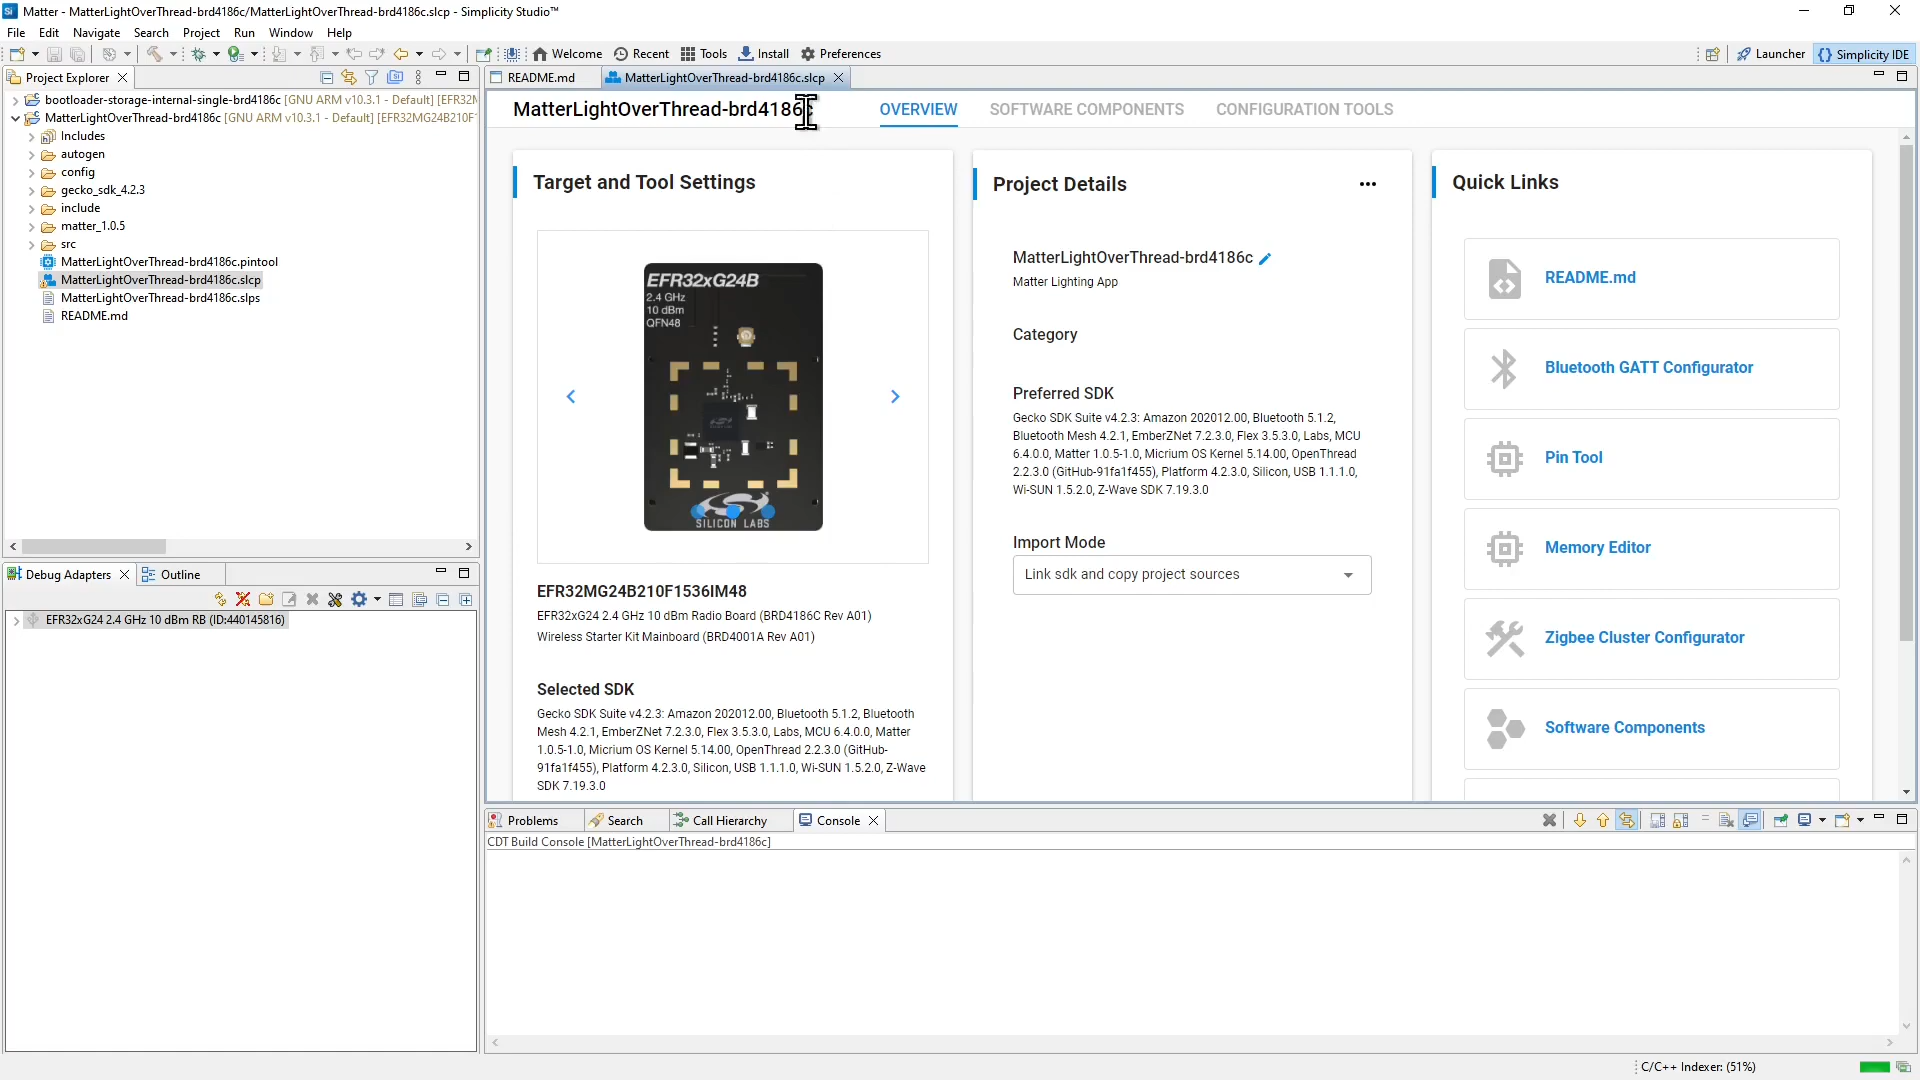 Matter - MatterLightOverThread-brd4186c/MatterLightOverThread-brd4186c.slcp - Simplicity Studio™
File Edit Navigate Search Project Run Window Help
Welcome Recent Tools Install Preferences Launcher Simplicity IDE
Project Explorer
bootloader-storage-internal-single-brd4186c [GNU ARM v10.3.1 - Default] [EFR32M
MatterLightOverThread-brd4186c [GNU ARM v10.3.1 - Default] [EFR32MG24B210F
Includes
autogen
config
gecko_sdk_4.2.3
include
matter_1.0.5
src
MatterLightOverThread-brd4186c.pintool
MatterLightOverThread-brd4186c.slcp
MatterLightOverThread-brd4186c.slps
README.md
Debug Adapters Outline
EFR32xG24 2.4 GHz 10 dBm RB (ID:440145816)
README.md MatterLightOverThread-brd4186c.slcp
MatterLightOverThread-brd4186c OVERVIEW SOFTWARE COMPONENTS CONFIGURATION TOOLS
Target and Tool Settings
EFR32xG24B
2.4 GHz
10 dBm
QFN48
SILICON LABS
EFR32MG24B210F1536IM48
EFR32xG24 2.4 GHz 10 dBm Radio Board (BRD4186C Rev A01)
Wireless Starter Kit Mainboard (BRD4001A Rev A01)
Selected SDK
Gecko SDK Suite v4.2.3: Amazon 202012.00, Bluetooth 5.1.2, Bluetooth
Mesh 4.2.1, EmberZNet 7.2.3.0, Flex 3.5.3.0, Labs, MCU 6.4.0.0, Matter
1.0.5-1.0, Micrium OS Kernel 5.14.00, OpenThread 2.2.3.0 (GitHub-
91fa1f455), Platform 4.2.3.0, Silicon, USB 1.1.1.0, Wi-SUN 1.5.2.0, Z-Wave
SDK 7.19.3.0
Project Details
MatterLightOverThread-brd4186c
Matter Lighting App
Category
Preferred SDK
Gecko SDK Suite v4.2.3: Amazon 202012.00, Bluetooth 5.1.2,
Bluetooth Mesh 4.2.1, EmberZNet 7.2.3.0, Flex 3.5.3.0, Labs, MCU
6.4.0.0, Matter 1.0.5-1.0, Micrium OS Kernel 5.14.00, OpenThread
2.2.3.0 (GitHub-91fa1f455), Platform 4.2.3.0, Silicon, USB 1.1.1.0,
Wi-SUN 1.5.2.0, Z-Wave SDK 7.19.3.0
Import Mode
Link sdk and copy project sources
Quick Links
README.md
Bluetooth GATT Configurator
Pin Tool
Memory Editor
Zigbee Cluster Configurator
Software Components
Problems Search Call Hierarchy Console
CDT Build Console [MatterLightOverThread-brd4186c]
C/C++ Indexer: (51%)